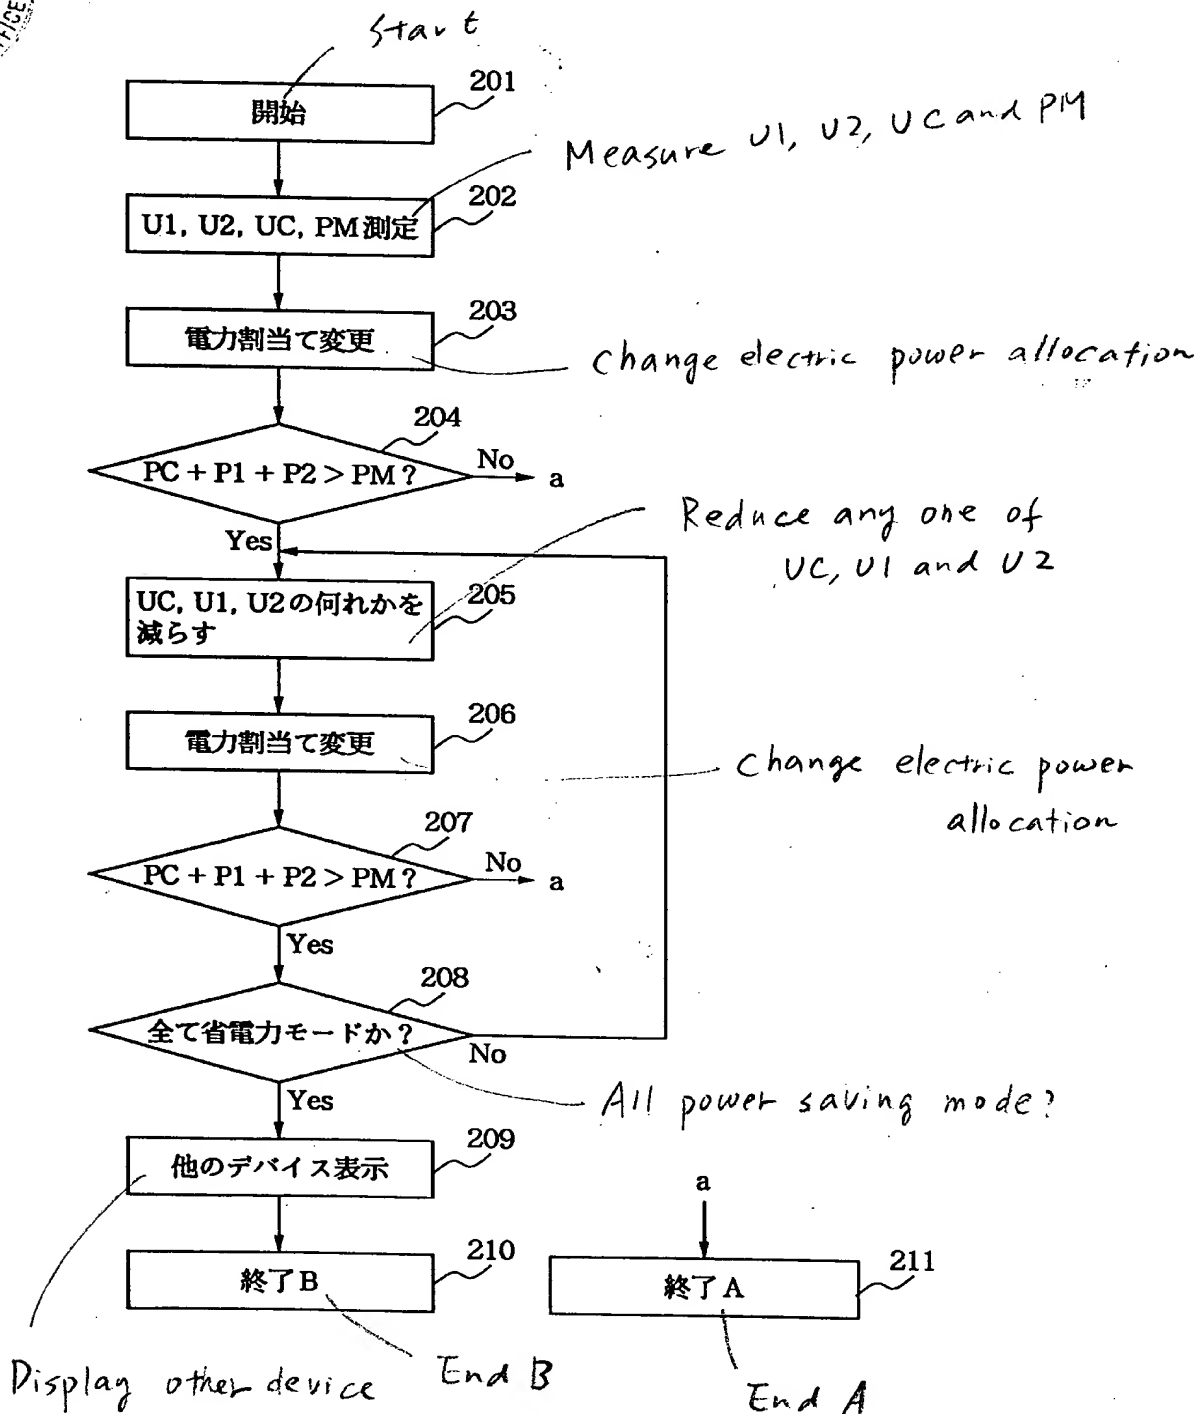 Start
開始
201
Measure U1, U2, UC and PM
U1, U2, UC, PM 測定
202
電力割当て変更
203
Change electric power allocation
204
PC + P1 + P2 > PM ?
No
a
Yes
Reduce any one of
UC, U1 and U2
UC, U1, U2の何れかを
減らす
205
電力割当て変更
206
Change electric power
allocation
207
PC + P1 + P2 > PM ?
No
a
Yes
208
全て省電力モードか？
No
Yes
All power saving mode?
他のデバイス表示
209
a
終了B
210
終了A
211
Display other device
End B
End A